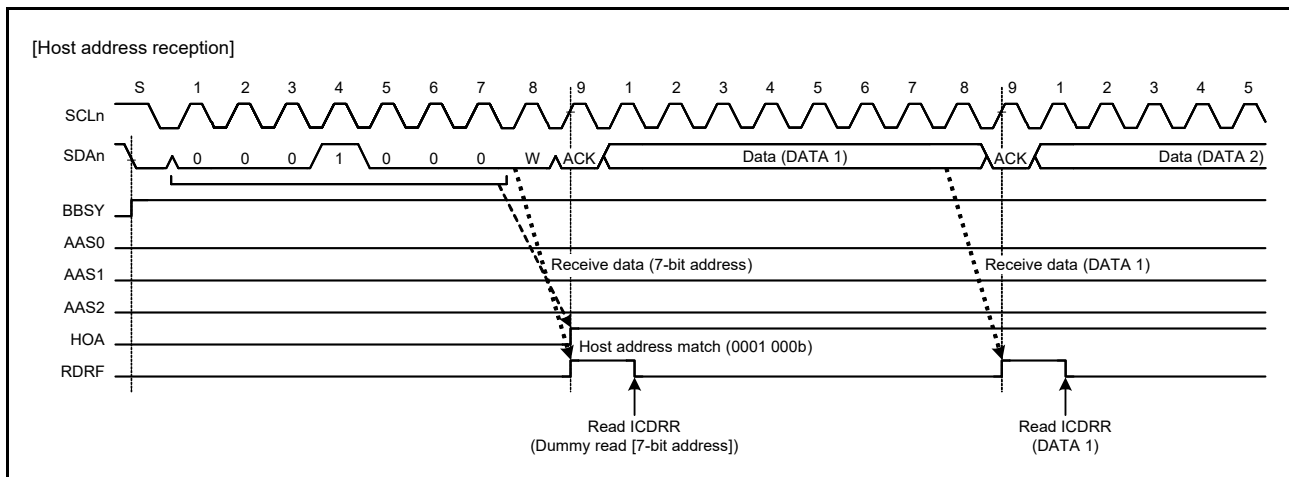 [Host address reception]
S 1 2 3 4 5 6 7 8 9 1 2 3 4 5 6 7 8 9 1 2 3 4 5
SCLn
SDAn 0 0 0 1 0 0 0 W ACK Data (DATA 1) ACK Data (DATA 2)
BBSY
AAS0
AAS1 Receive data (7-bit address) Receive data (DATA 1)
AAS2
HOA Host address match (0001 000b)
RDRF
Read ICDRR Read ICDRR
(Dummy read [7-bit address]) (DATA 1)